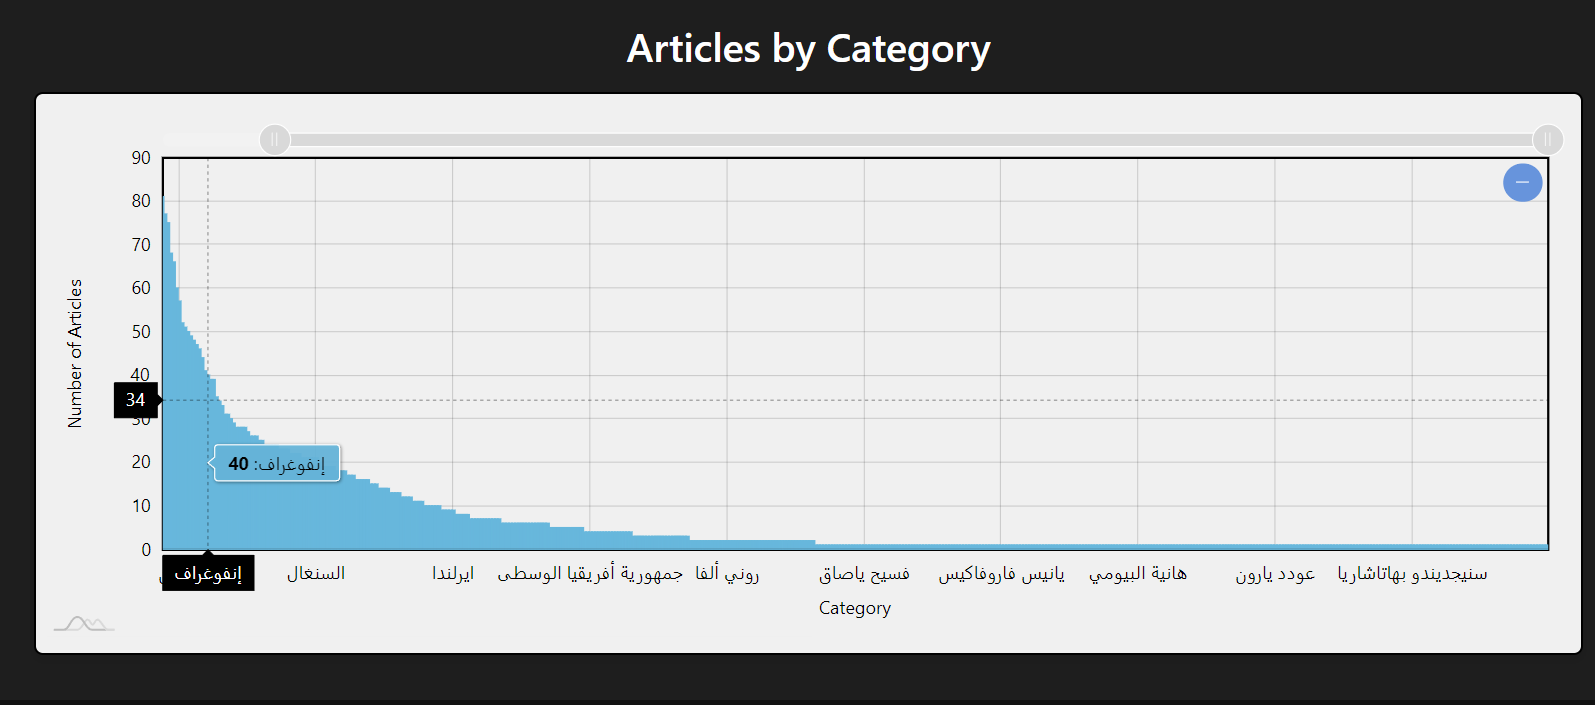 Articles by Category
90
80
70
60
50
40
34
30
20
10
0
Number of Articles
إنفوغراف: 40
إنفوغراف
السنغال
ايرلندا
جمهورية أفريقيا الوسطى
روني ألفا
فسيح ياصاق
يانيس فاروفاكيس
هانية البيومي
عودد يارون
سنيجديندو بهاتاشاريا
Category